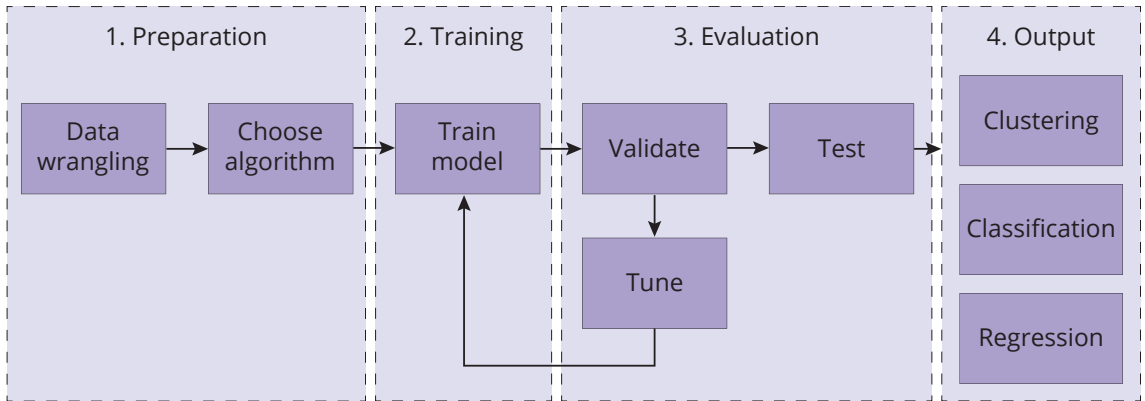 1. Preparation
Data
wrangling
Choose
algorithm
2. Training
Train
model
3. Evaluation
Validate
Test
Tune
4. Output
Clustering
Classification
Regression